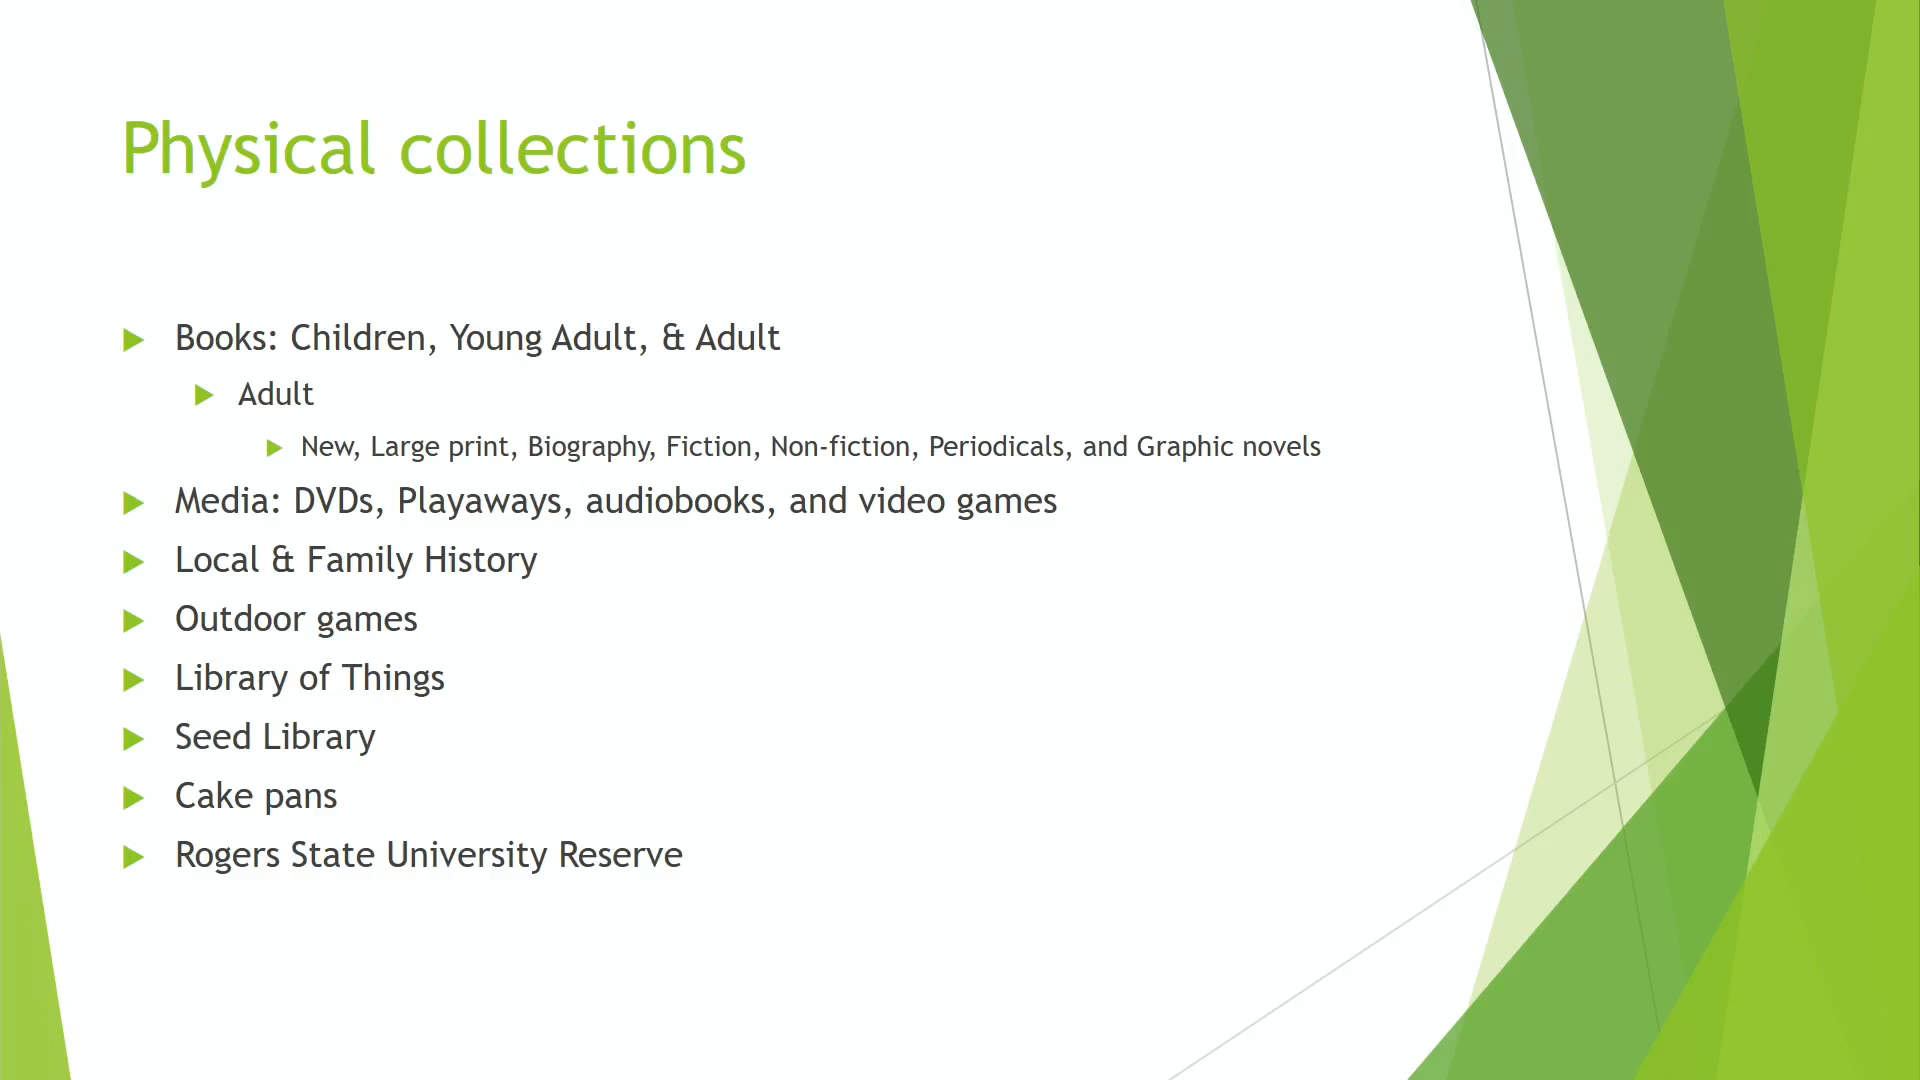 Physical collections
Books: Children, Young Adult, & Adult
Adult
New, Large print, Biography, Fiction, Non-fiction, Periodicals, and Graphic novels
Media: DVDs, Playaways, audiobooks, and video games
Local & Family History
Outdoor games
Library of Things
Seed Library
Cake pans
Rogers State University Reserve